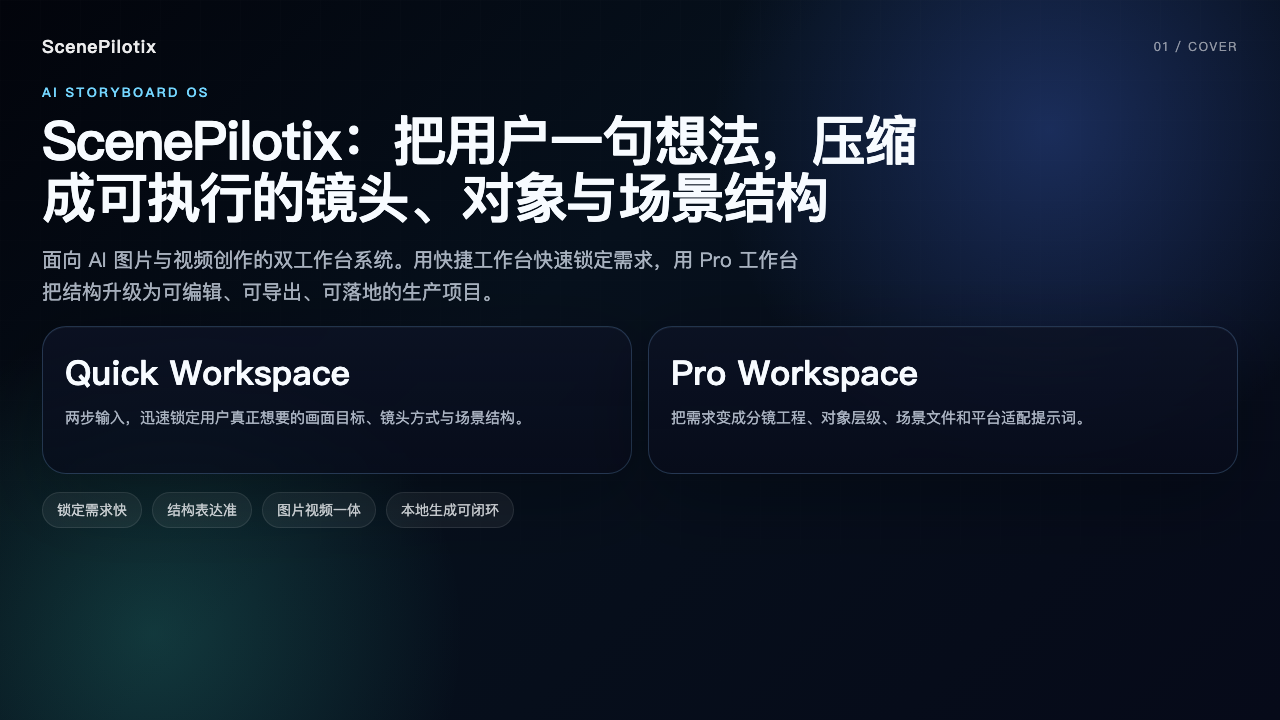 ScenePilotix
01 / COVER
AI STORYBOARD OS
ScenePilotix：把用户一句想法，压缩
成可执行的镜头、对象与场景结构
面向 AI 图片与视频创作的双工作台系统。用快捷工作台快速锁定需求，用 Pro 工作台
把结构升级为可编辑、可导出、可落地的生产项目。
Quick Workspace
两步输入，迅速锁定用户真正想要的画面目标、镜头方式与场景结构。
Pro Workspace
把需求变成分镜工程、对象层级、场景文件和平台适配提示词。
锁定需求快
结构表达准
图片视频一体
本地生成可闭环